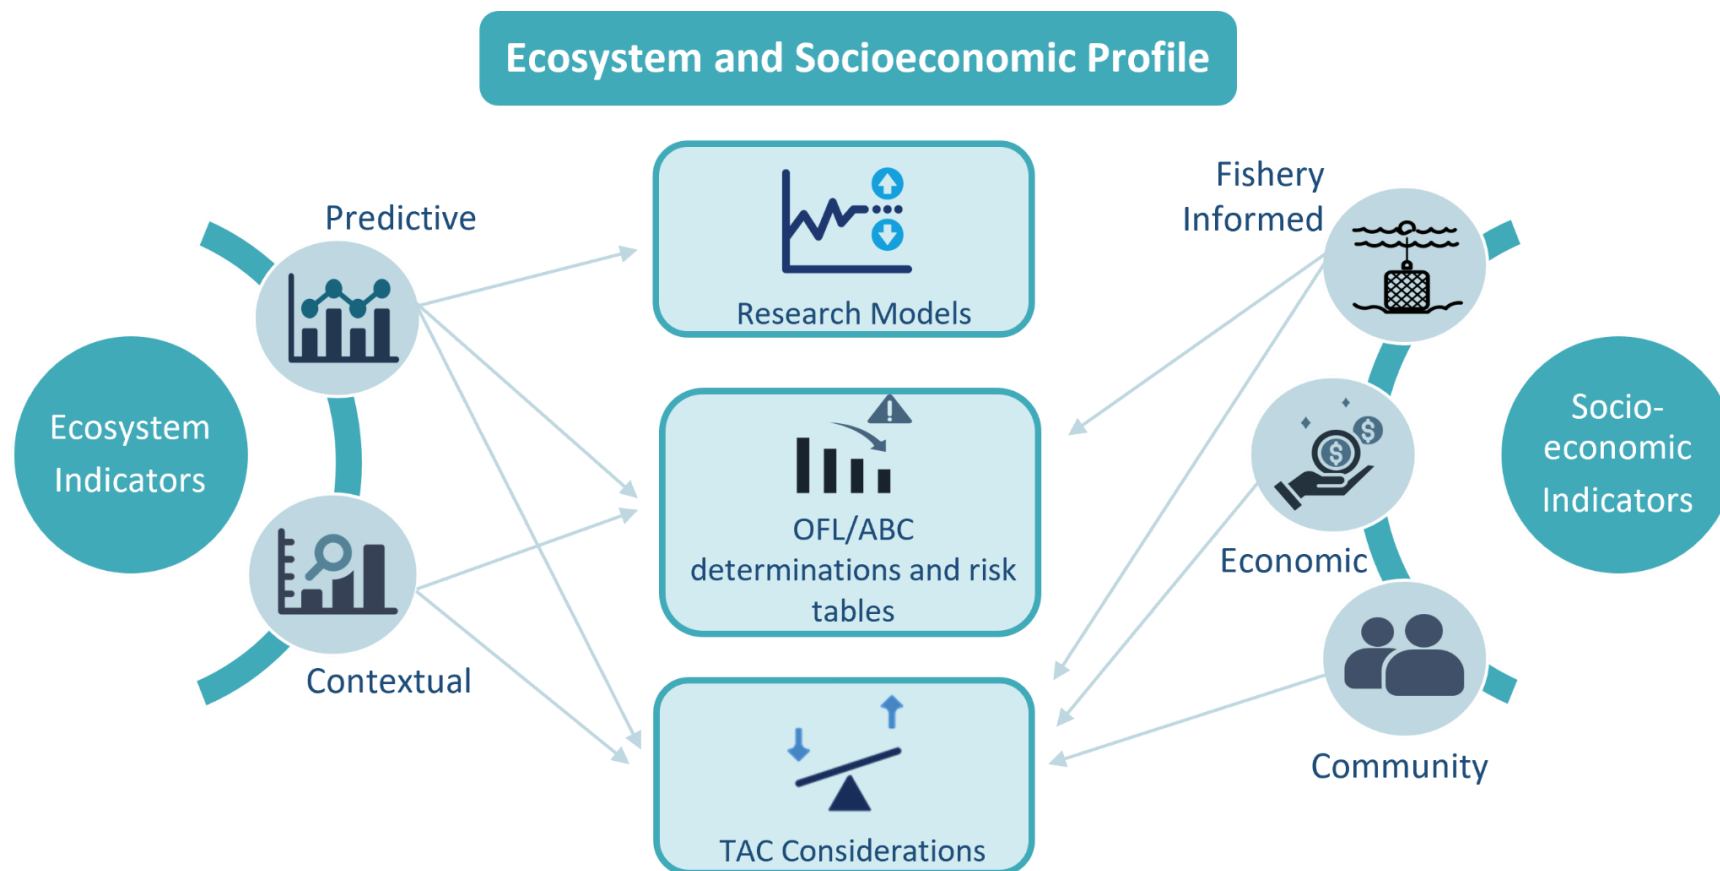 Ecosystem and Socioeconomic Profile
Predictive
Ecosystem
Indicators
Contextual
Research Models
OFL/ABC
determinations and risk
tables
TAC Considerations
Fishery
Informed
Economic
Community
Socio-
economic
Indicators